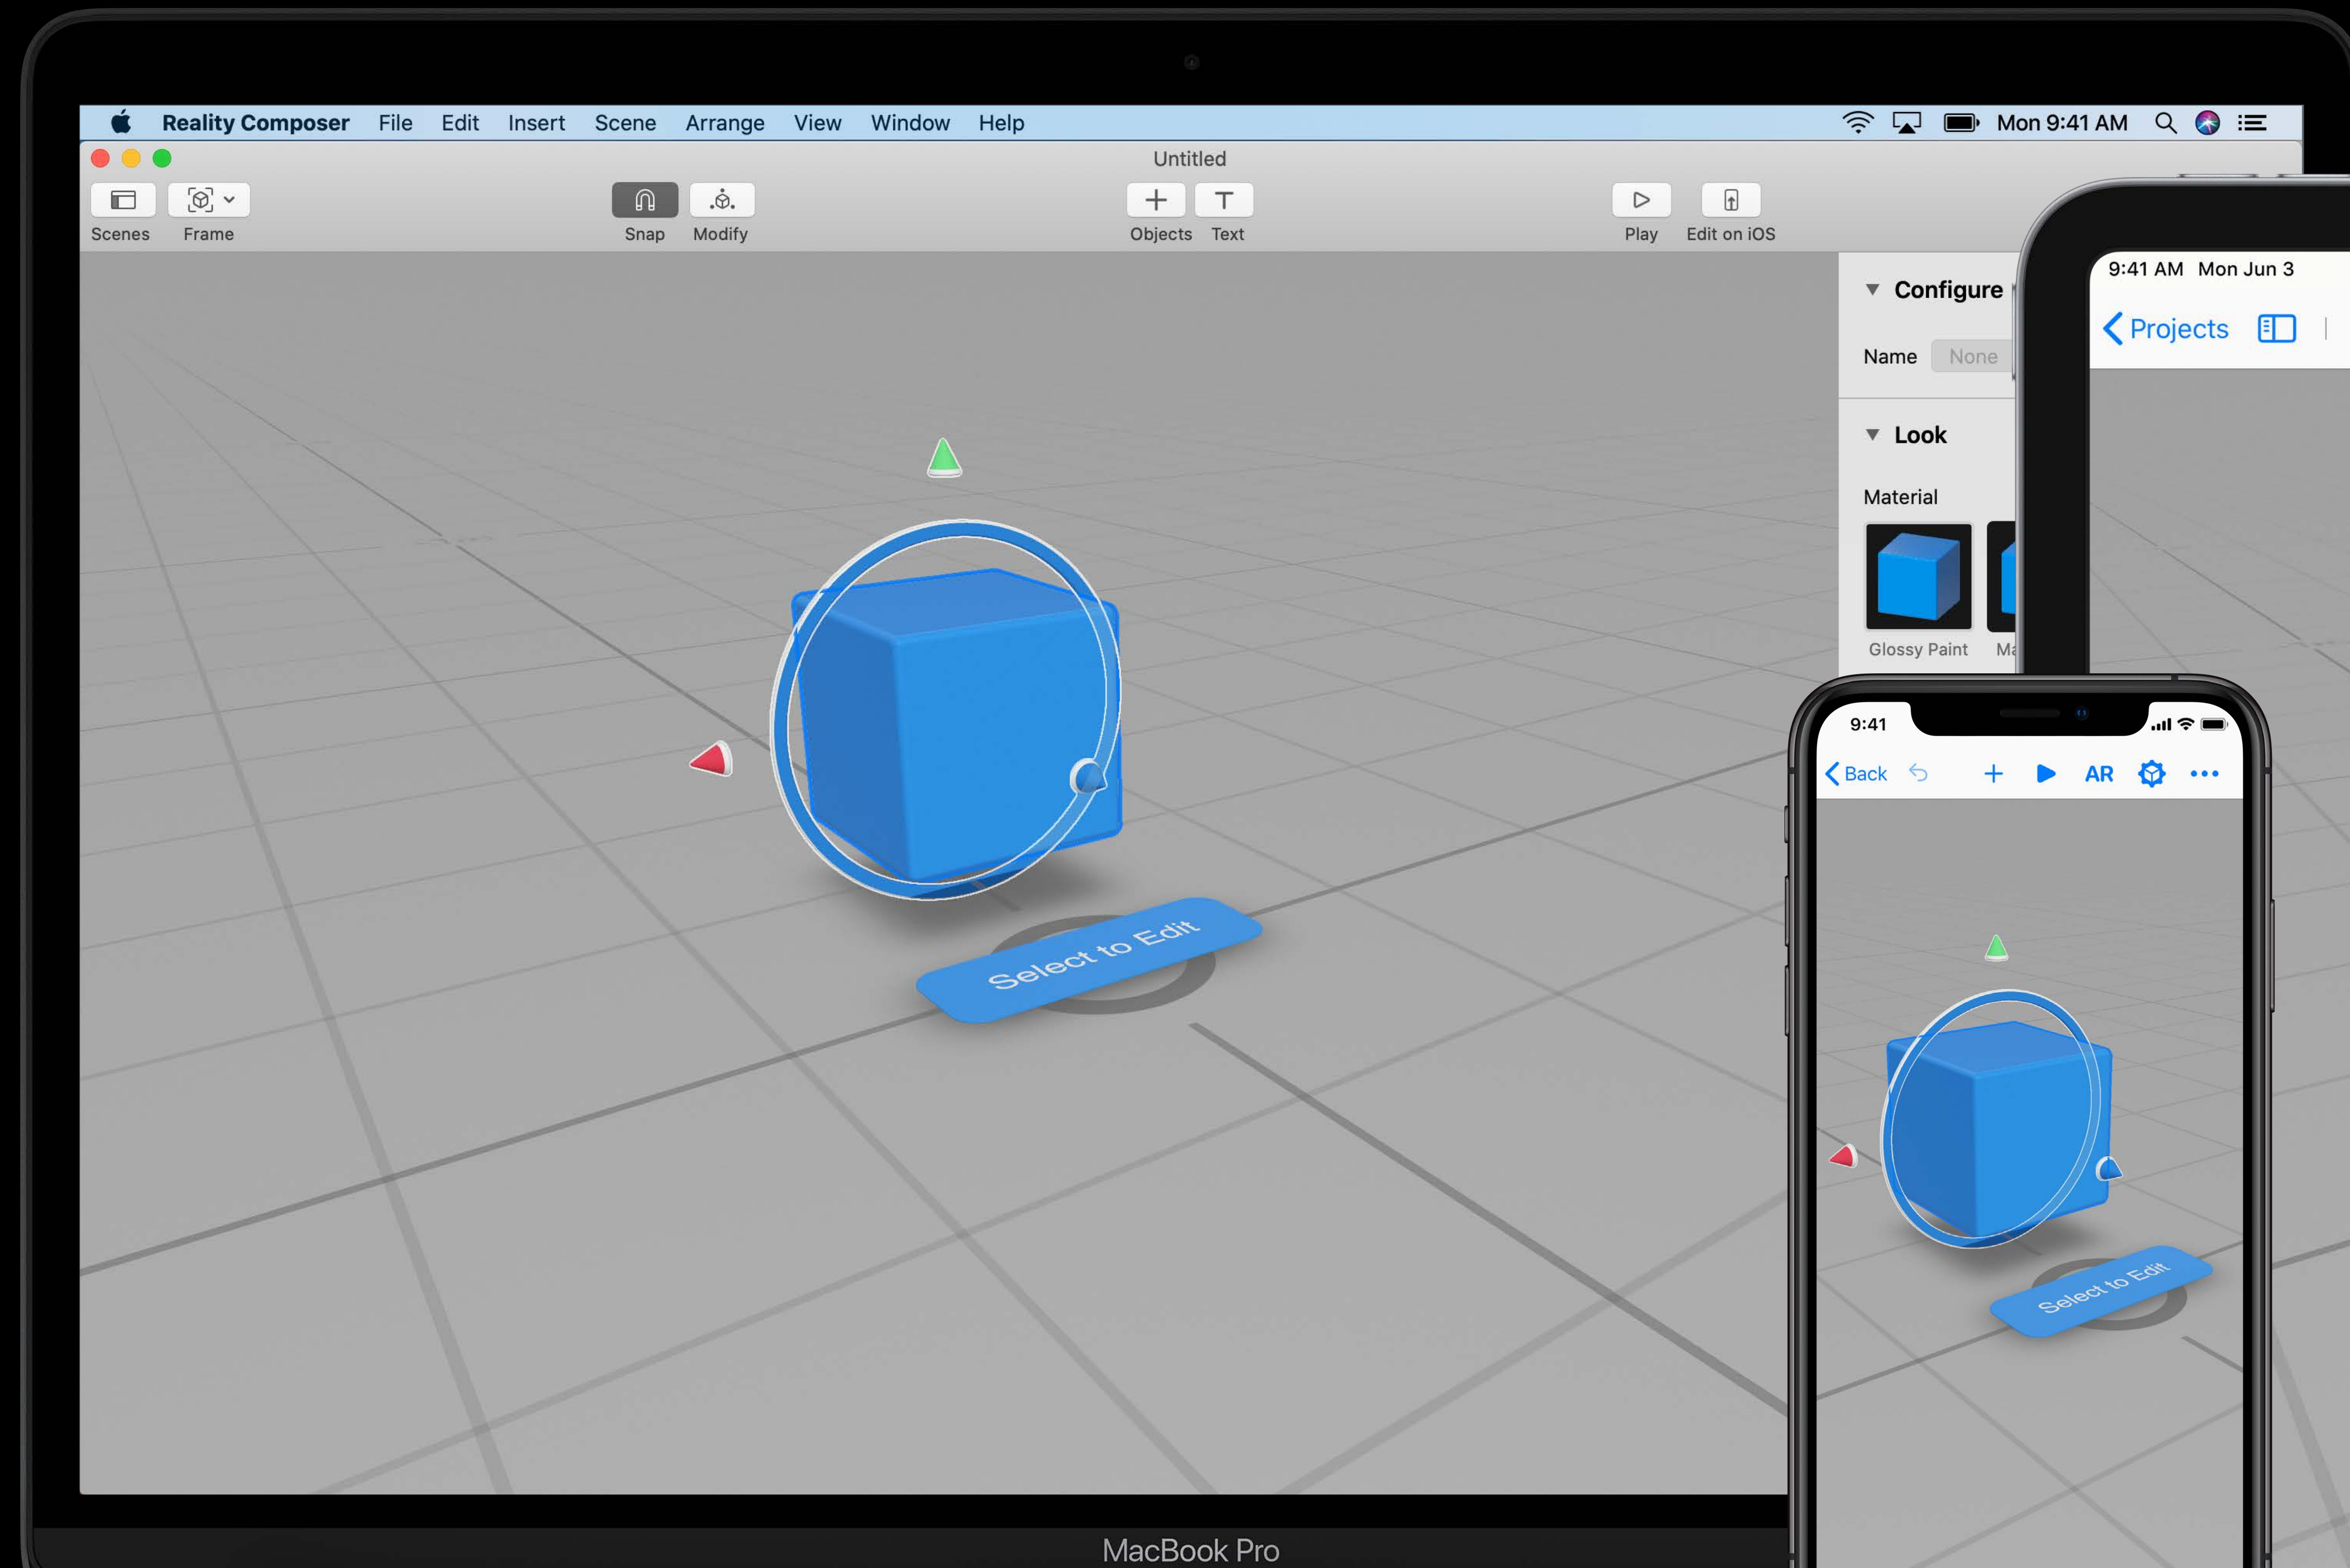 Reality Composer File Edit Insert Scene Arrange View Window Help Mon 9:41 AM
Untitled
Scenes Frame Snap Modify Objects Text Play Edit on iOS
Configure
Name None
Look
Material
Glossy Paint
Select to Edit
MacBook Pro
9:41 AM Mon Jun 3
Projects
9:41
Back AR
Select to Edit